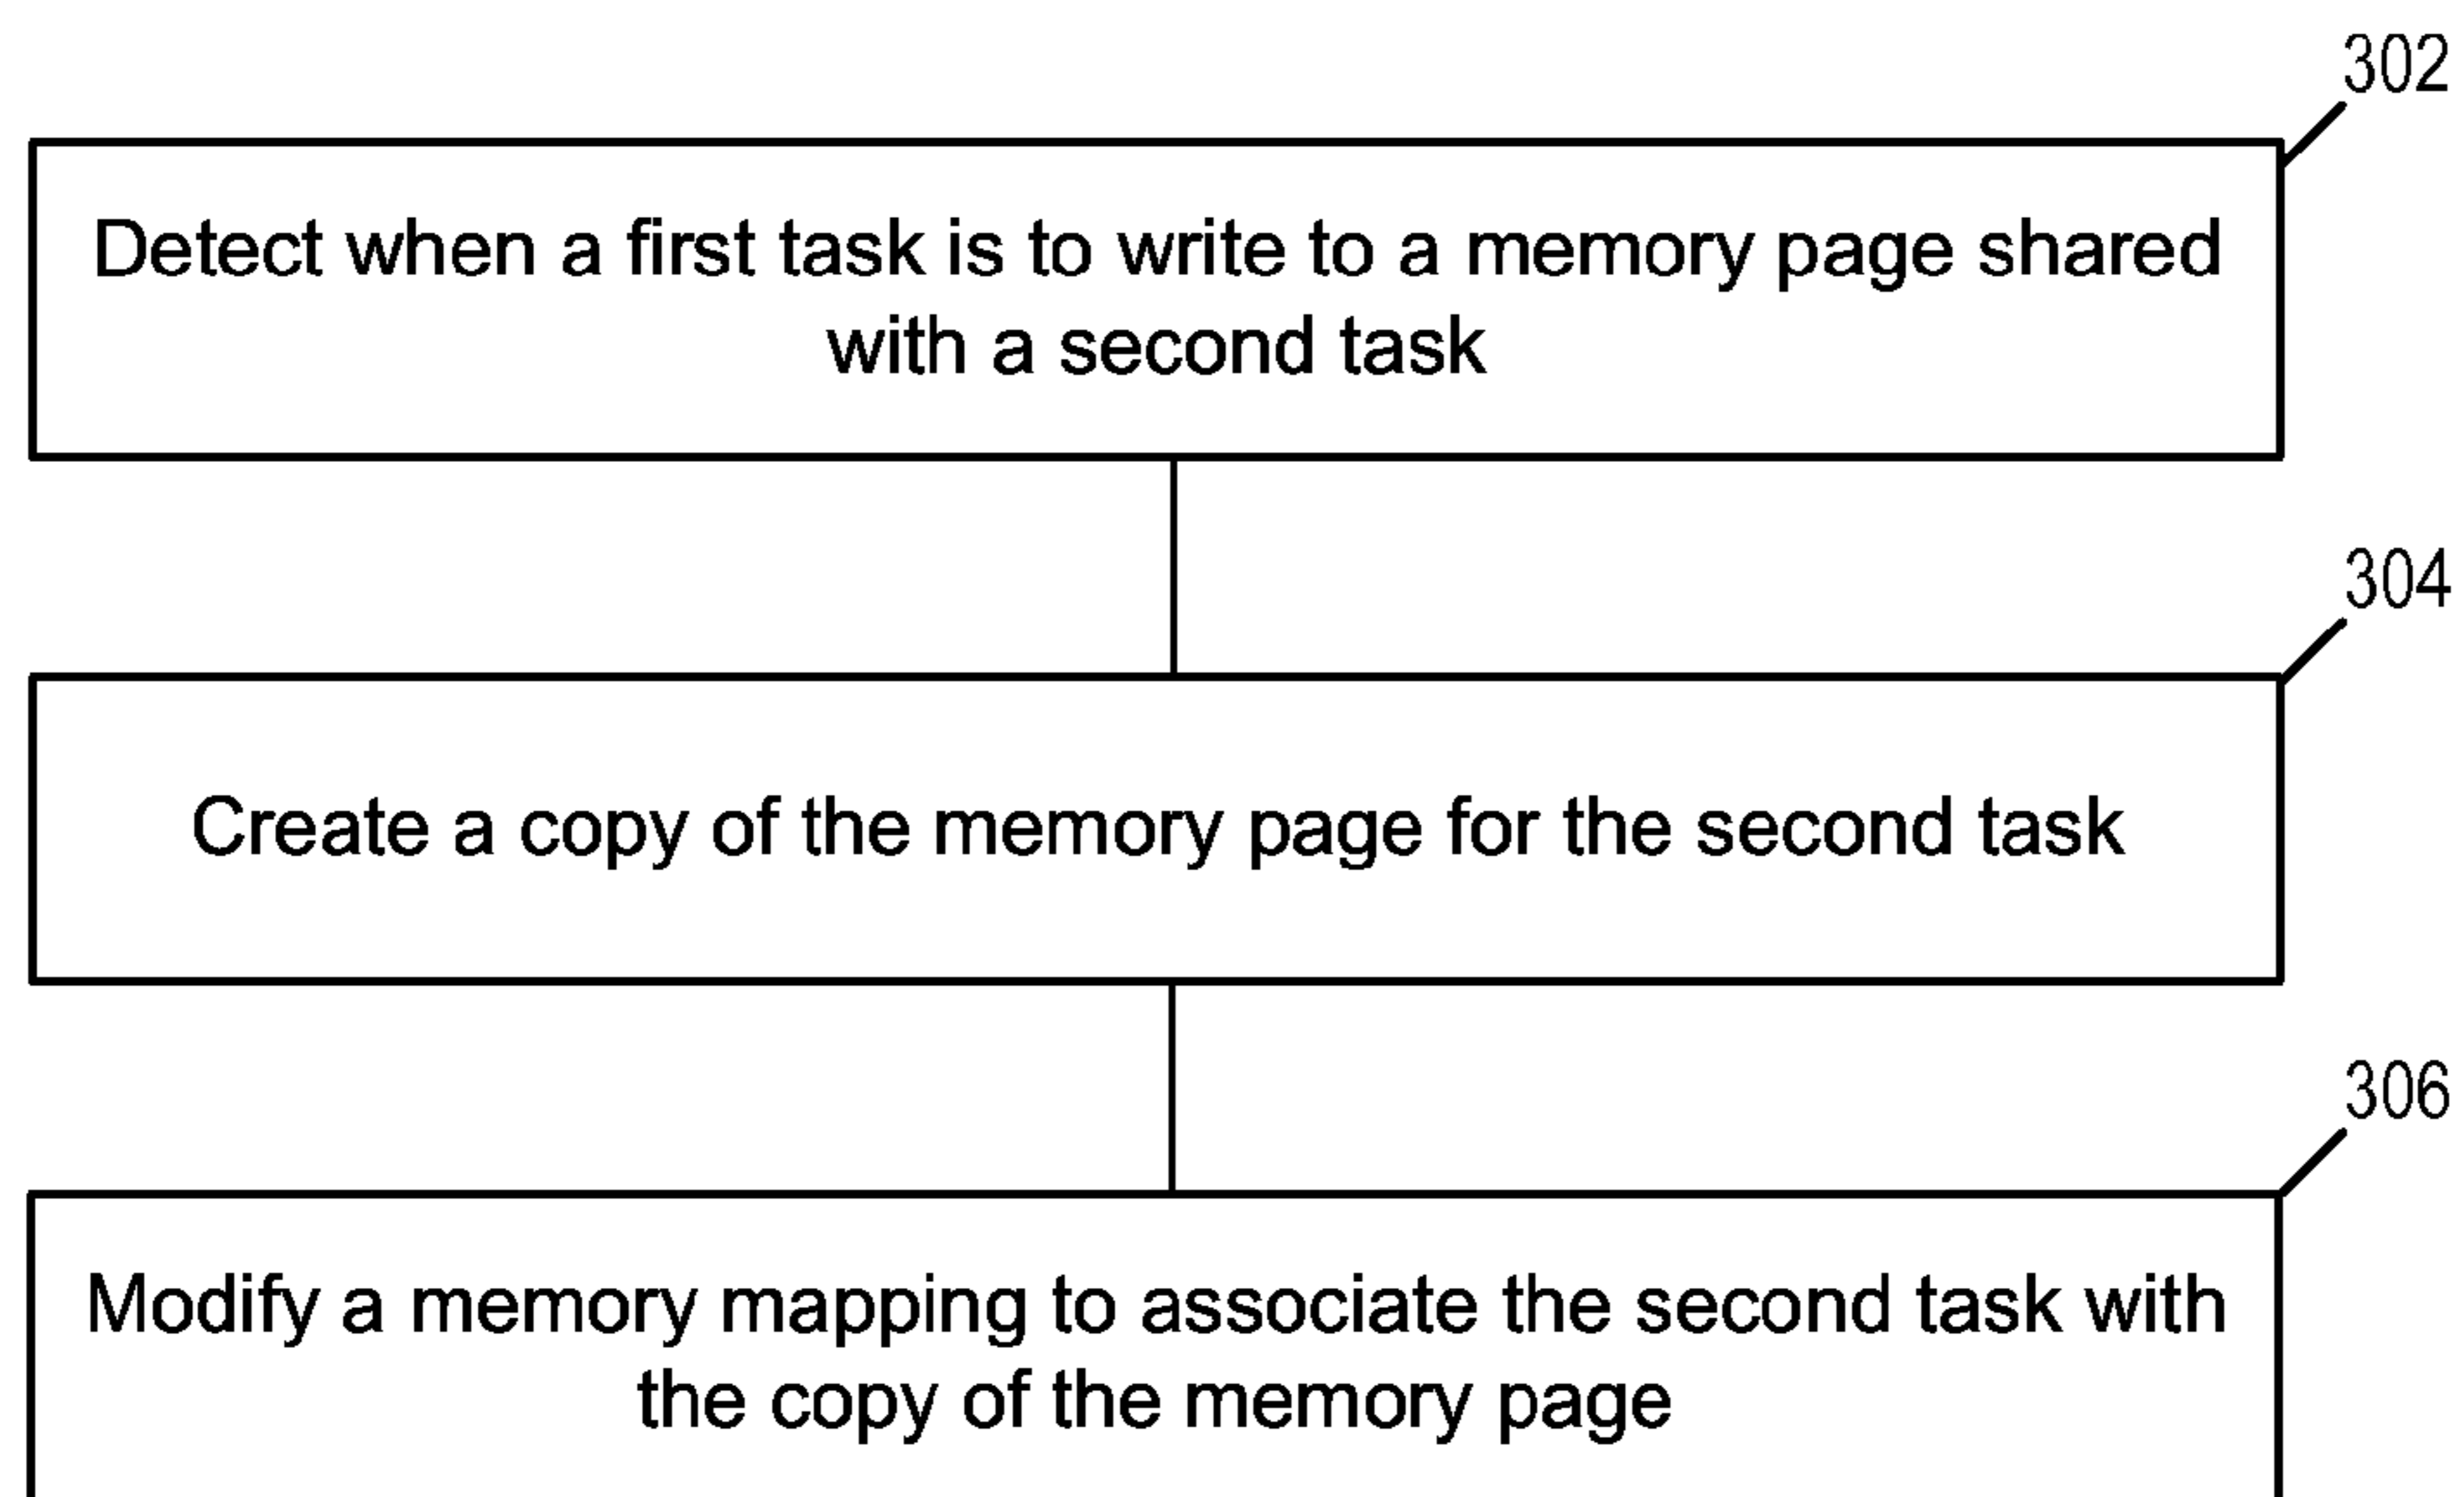 302
Detect when a first task is to write to a memory page shared
with a second task
304
Create a copy of the memory page for the second task
306
Modify a memory mapping to associate the second task with
the copy of the memory page